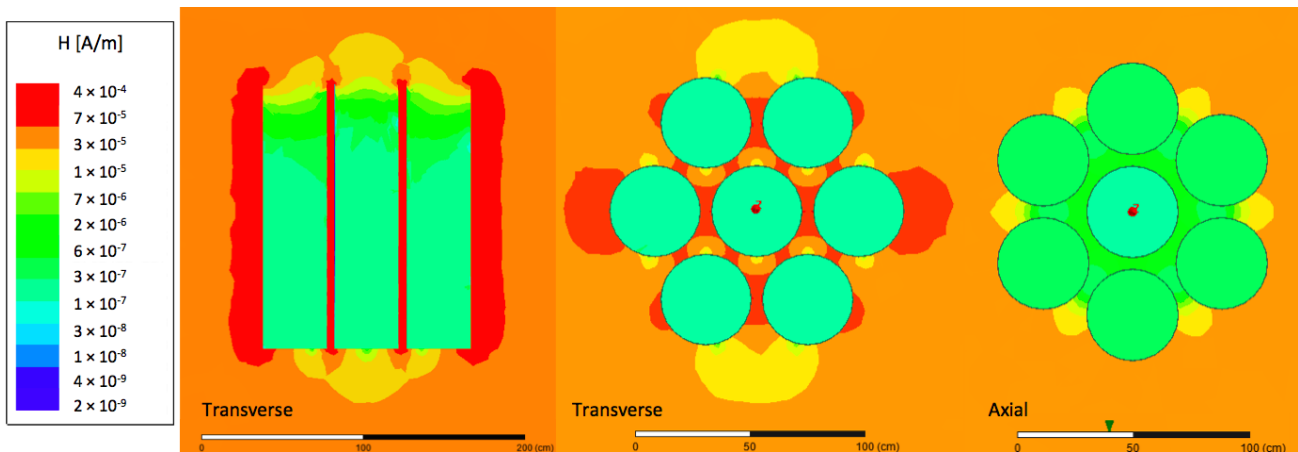 H [A/m]
4 × 10⁻⁴
7 × 10⁻⁵
3 × 10⁻⁵
1 × 10⁻⁵
7 × 10⁻⁶
2 × 10⁻⁶
6 × 10⁻⁷
3 × 10⁻⁷
1 × 10⁻⁷
3 × 10⁻⁸
1 × 10⁻⁸
4 × 10⁻⁹
2 × 10⁻⁹
Transverse
0 100 200 (cm)
Transverse
0 50 100 (cm)
Axial
0 50 100 (cm)